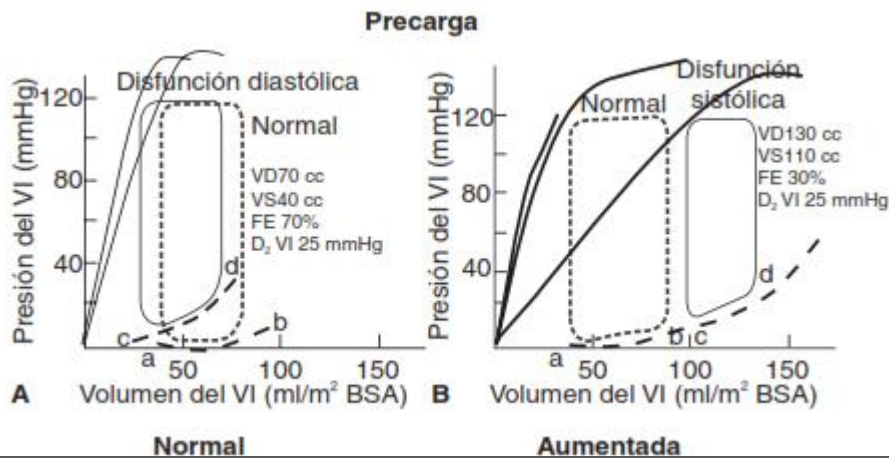 Precarga
Presión del VI (mmHg)
120
80
40
Disfunción diastólica
Normal
VD70 cc
VS40 cc
FE 70%
D₂ VI 25 mmHg
d
c
a
b
50
100
150
A
Volumen del VI (ml/m² BSA)
Normal
Presión del VI (mmHg)
120
80
40
Disfunción
sistólica
Normal
VD130 cc
VS110 cc
FE 30%
D₂ VI 25 mmHg
d
a
b
c
50
100
150
B
Volumen del VI (ml/m² BSA)
Aumentada